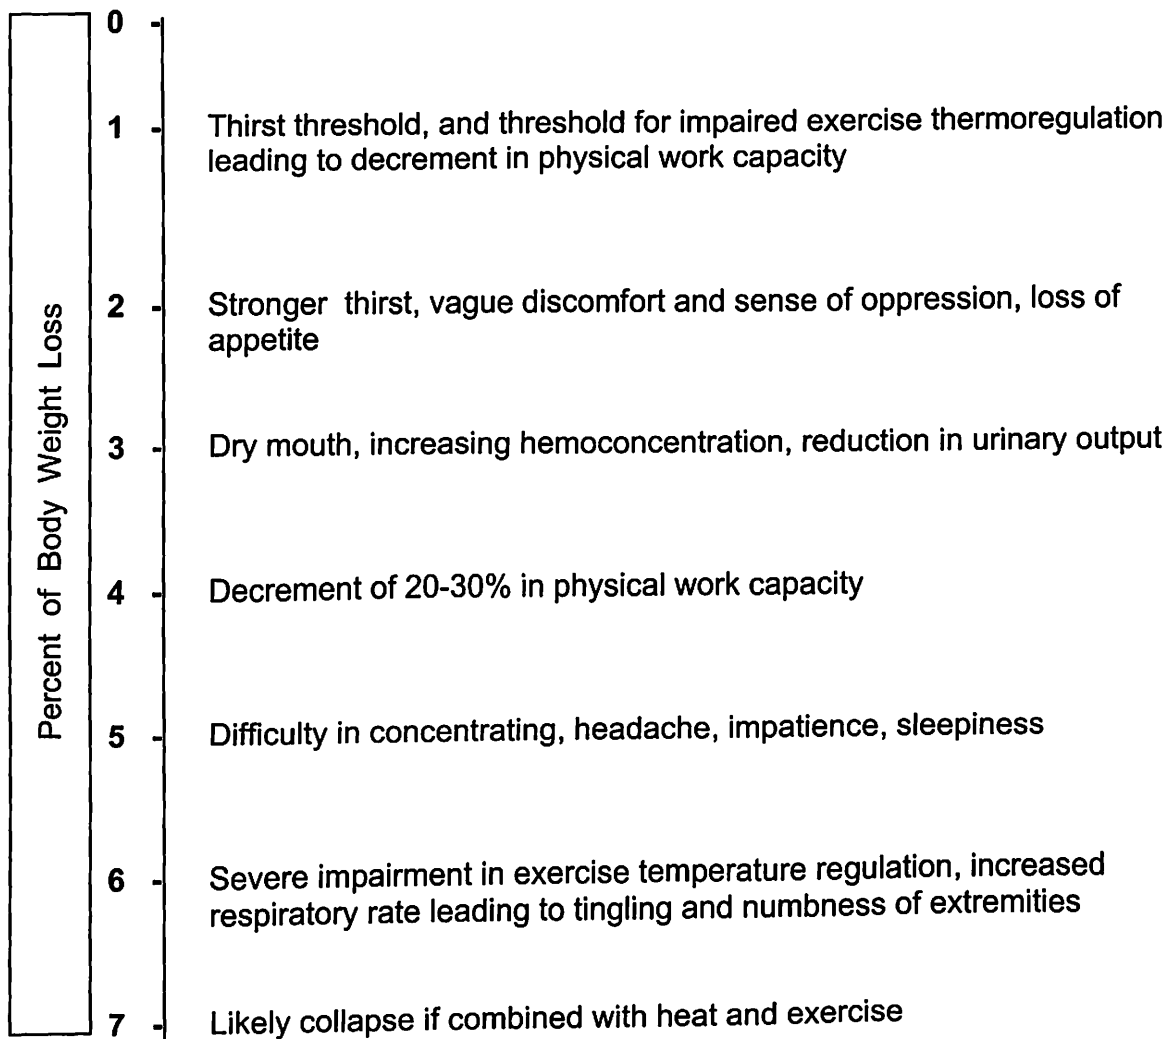 Percent of Body Weight Loss
0
1 Thirst threshold, and threshold for impaired exercise thermoregulation
leading to decrement in physical work capacity
2 Stronger thirst, vague discomfort and sense of oppression, loss of
appetite
3 Dry mouth, increasing hemoconcentration, reduction in urinary output
4 Decrement of 20-30% in physical work capacity
5 Difficulty in concentrating, headache, impatience, sleepiness
6 Severe impairment in exercise temperature regulation, increased
respiratory rate leading to tingling and numbness of extremities
7 Likely collapse if combined with heat and exercise